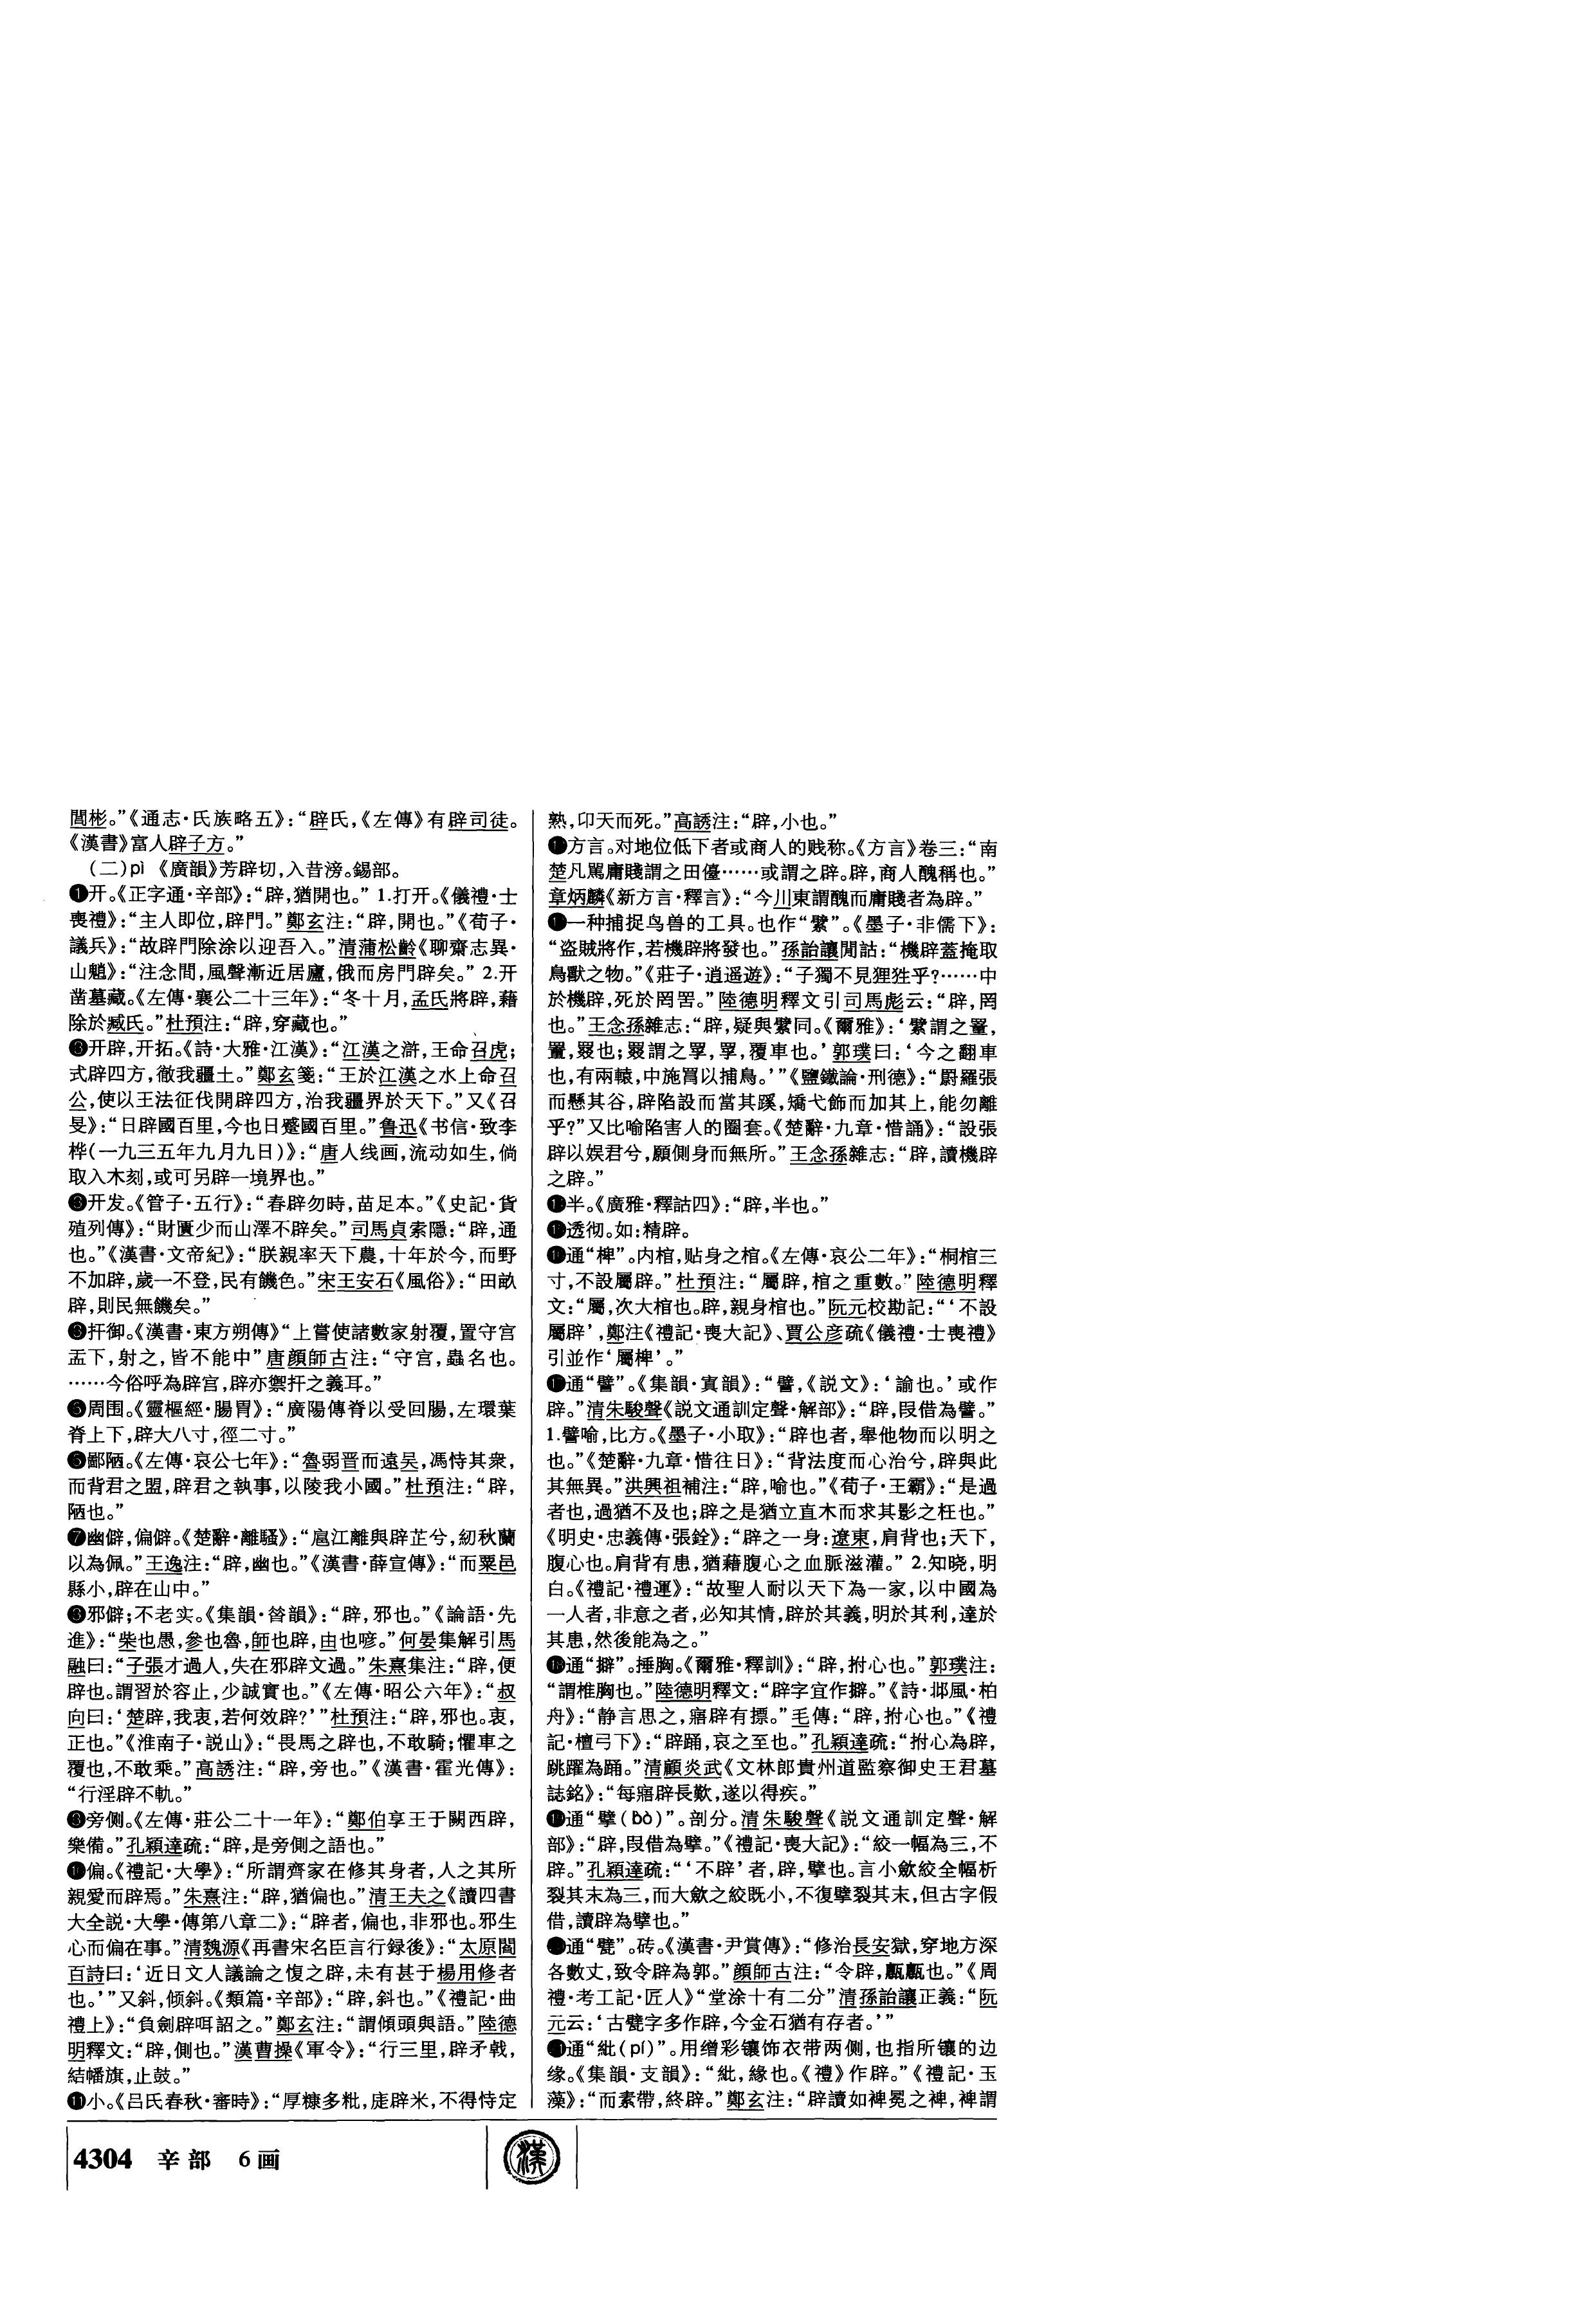 閭彬。”《通志·氏族略五》：“辟氏，《左傳》有辟司徒。
《漢書》富人辟子方。”
（二）pì 《廣韻》芳辟切，入昔滂。錫部。
❶开。《正字通·辛部》：“辟，猶開也。” 1.打开。《儀禮·士
喪禮》：“主人即位，辟門。”鄭玄注：“辟，開也。”《荀子·
議兵》：“故辟門除涂以迎吾入。”清蒲松齡《聊齋志異·
山魈》：“注念間，風聲漸近居廬，俄而房門辟矣。” 2.开
凿墓藏。《左傳·襄公二十三年》：“冬十月，孟氏將辟，藉
除於臧氏。”杜預注：“辟，穿藏也。”
开辟，开拓。《詩·大雅·江漢》：“江漢之滸，王命召虎；
式辟四方，徹我疆土。”鄭玄箋：“王於江漢之水上命召
公，使以王法征伐開辟四方，治我疆界於天下。”又《召
旻》：“日辟國百里，今也日蹙國百里。”鲁迅《书信·致李
桦（一九三五年九月九日）》：“唐人线画，流动如生，倘
取入木刻，或可另辟一境界也。”
❸开发。《管子·五行》：“春辟勿時，苗足本。”《史記·貨
殖列傳》：“財匱少而山澤不辟矣。”司馬貞索隱：“辟，通
也。”《漢書·文帝紀》：“朕親率天下農，十年於今，而野
不加辟，歲一不登，民有饑色。”宋王安石《風俗》：“田畝
辟，則民無饑矣。”
扞御。《漢書·東方朔傳》“上嘗使諸數家射覆，置守宫
盂下，射之，皆不能中”唐顔師古注：“守宫，蟲名也。
……今俗呼為辟宫，辟亦禦扞之義耳。”
❺周围。《靈樞經·腸胃》：“廣腸傳脊以受回腸，左環葉
脊上下，辟大八寸，徑二寸。”
鄙陋。《左傳·哀公七年》：“魯弱晋而遠吴，馮恃其衆，
而背君之盟，辟君之執事，以陵我小國。”杜預注：“辟，
陋也。”
❼幽僻，偏僻。《楚辭·離騷》：“扈江離與辟芷兮，紉秋蘭
以為佩。”王逸注：“辟，幽也。”《漢書·薛宣傳》：“而粟邑
縣小，辟在山中。”
邪僻；不老实。《集韻·㫺韻》：“辟，邪也。”《論語·先
進》：“柴也愚，參也魯，師也辟，由也喭。”何晏集解引馬
融曰：“子張才過人，失在邪辟文過。”朱熹集注：“辟，便
辟也。謂習於容止，少誠實也。”《左傳·昭公六年》：“叔
向曰：‘楚辟，我衷，若何效辟？’”杜預注：“辟，邪也。衷，
正也。”《淮南子·説山》：“畏馬之辟也，不敢騎；懼車之
覆也，不敢乘。”高誘注：“辟，旁也。”《漢書·霍光傳》：
“行淫辟不軌。”
旁侧。《左傳·莊公二十一年》：“鄭伯享王于闕西辟，
樂備。”孔穎達疏：“辟，是旁側之語也。”
偏。《禮記·大學》：“所謂齊家在修其身者，人之其所
親愛而辟焉。”朱熹注：“辟，猶偏也。”清王夫之《讀四書
大全説·大學·傳第八章二》：“辟者，偏也，非邪也。邪生
心而偏在事。”清魏源《再書宋名臣言行録後》：“太原閻
百詩曰：‘近日文人議論之愎之辟，未有甚于楊用修者
也。’”又斜，倾斜。《類篇·辛部》：“辟，斜也。”《禮記·曲
禮上》：“負劍辟咡詔之。”鄭玄注：“謂傾頭與語。”陸德
明釋文：“辟，側也。”漢曹操《軍令》：“行三里，辟矛戟，
結幡旗，止鼓。”
⓫小。《吕氏春秋·審時》：“厚糠多粃，庣辟米，不得恃定
熟，卬天而死。”高誘注：“辟，小也。”
方言。对地位低下者或商人的贱称。《方言》卷三：“南
楚凡駡庸賤謂之田儓……或謂之辟。辟，商人醜稱也。”
章炳麟《新方言·釋言》：“今川東謂醜而庸賤者為辟。”
一种捕捉鸟兽的工具。也作“繴”。《墨子·非儒下》：
“盗賊將作，若機辟將發也。”孫詒讓閒詁：“機辟蓋掩取
鳥獸之物。”《莊子·逍遥遊》：“子獨不見狸狌乎？……中
於機辟，死於罔罟。”陸德明釋文引司馬彪云：“辟，罔
也。”王念孫雜志：“辟，疑與繴同。《爾雅》：‘繴謂之罿，
罿，罬也；罬謂之罦，罦，覆車也。’郭璞曰：‘今之翻車
也，有兩轅，中施罥以捕鳥。’”《鹽鐵論·刑德》：“罻羅張
而懸其谷，辟陷設而當其蹊，矯弋飾而加其上，能勿離
乎？”又比喻陷害人的圈套。《楚辭·九章·惜誦》：“設張
辟以娱君兮，願側身而無所。”王念孫雜志：“辟，讀機辟
之辟。”
半。《廣雅·釋詁四》：“辟，半也。”
透彻。如：精辟。
通“椑”。内棺，贴身之棺。《左傳·哀公二年》：“桐棺三
寸，不設屬辟。”杜預注：“屬辟，棺之重數。”陸德明釋
文：“屬，次大棺也。辟，親身棺也。”阮元校勘記：“‘不設
屬辟’，鄭注《禮記·喪大記》、賈公彦疏《儀禮·士喪禮》
引並作‘屬椑’。”
通“譬”。《集韻·寘韻》：“譬，《説文》：‘諭也。’或作
辟。”清朱駿聲《説文通訓定聲·解部》：“辟，叚借為譬。”
1.譬喻，比方。《墨子·小取》：“辟也者，舉他物而以明之
也。”《楚辭·九章·惜往日》：“背法度而心治兮，辟與此
其無異。”洪興祖補注：“辟，喻也。”《荀子·王霸》：“是過
者也，過猶不及也；辟之是猶立直木而求其影之枉也。”
《明史·忠義傳·張銓》：“辟之一身：遼東，肩背也；天下，
腹心也。肩背有患，猶藉腹心之血脈滋灌。” 2.知晓，明
白。《禮記·禮運》：“故聖人耐以天下為一家，以中國為
一人者，非意之者，必知其情，辟於其義，明於其利，達於
其患，然後能為之。”
通“擗”。捶胸。《爾雅·釋訓》：“辟，拊心也。”郭璞注：
“謂椎胸也。”陸德明釋文：“辟字宜作擗。”《詩·邶風·柏
舟》：“静言思之，寤辟有摽。”毛傳：“辟，拊心也。”《禮
記·檀弓下》：“辟踊，哀之至也。”孔穎達疏：“拊心為辟，
跳躍為踊。”清顧炎武《文林郎貴州道監察御史王君墓
誌銘》：“每寤辟長歎，遂以得疾。”
通“擘（bò）”。剖分。清朱駿聲《説文通訓定聲·解
部》：“辟，叚借為擘。”《禮記·喪大記》：“絞一幅為三，不
辟。”孔穎達疏：“‘不辟’者，辟，擘也。言小斂絞全幅析
裂其末為三，而大斂之絞既小，不復擘裂其末，但古字假
借，讀辟為擘也。”
通“甓”。砖。《漢書·尹賞傳》：“修治長安獄，穿地方深
各數丈，致令辟為郭。”顔師古注：“令辟，㼾甎也。”《周
禮·考工記·匠人》“堂涂十有二分”清孫詒讓正義：“阮
元云：‘古甓字多作辟，今金石猶有存者。’”
通“紕（pí）”。用缯彩镶饰衣带两侧，也指所镶的边
缘。《集韻·支韻》：“紕，緣也。《禮》作辟。”《禮記·玉
藻》：“而素帶，終辟。”鄭玄注：“辟讀如裨冕之裨，裨謂
4304 辛部 6画
漢